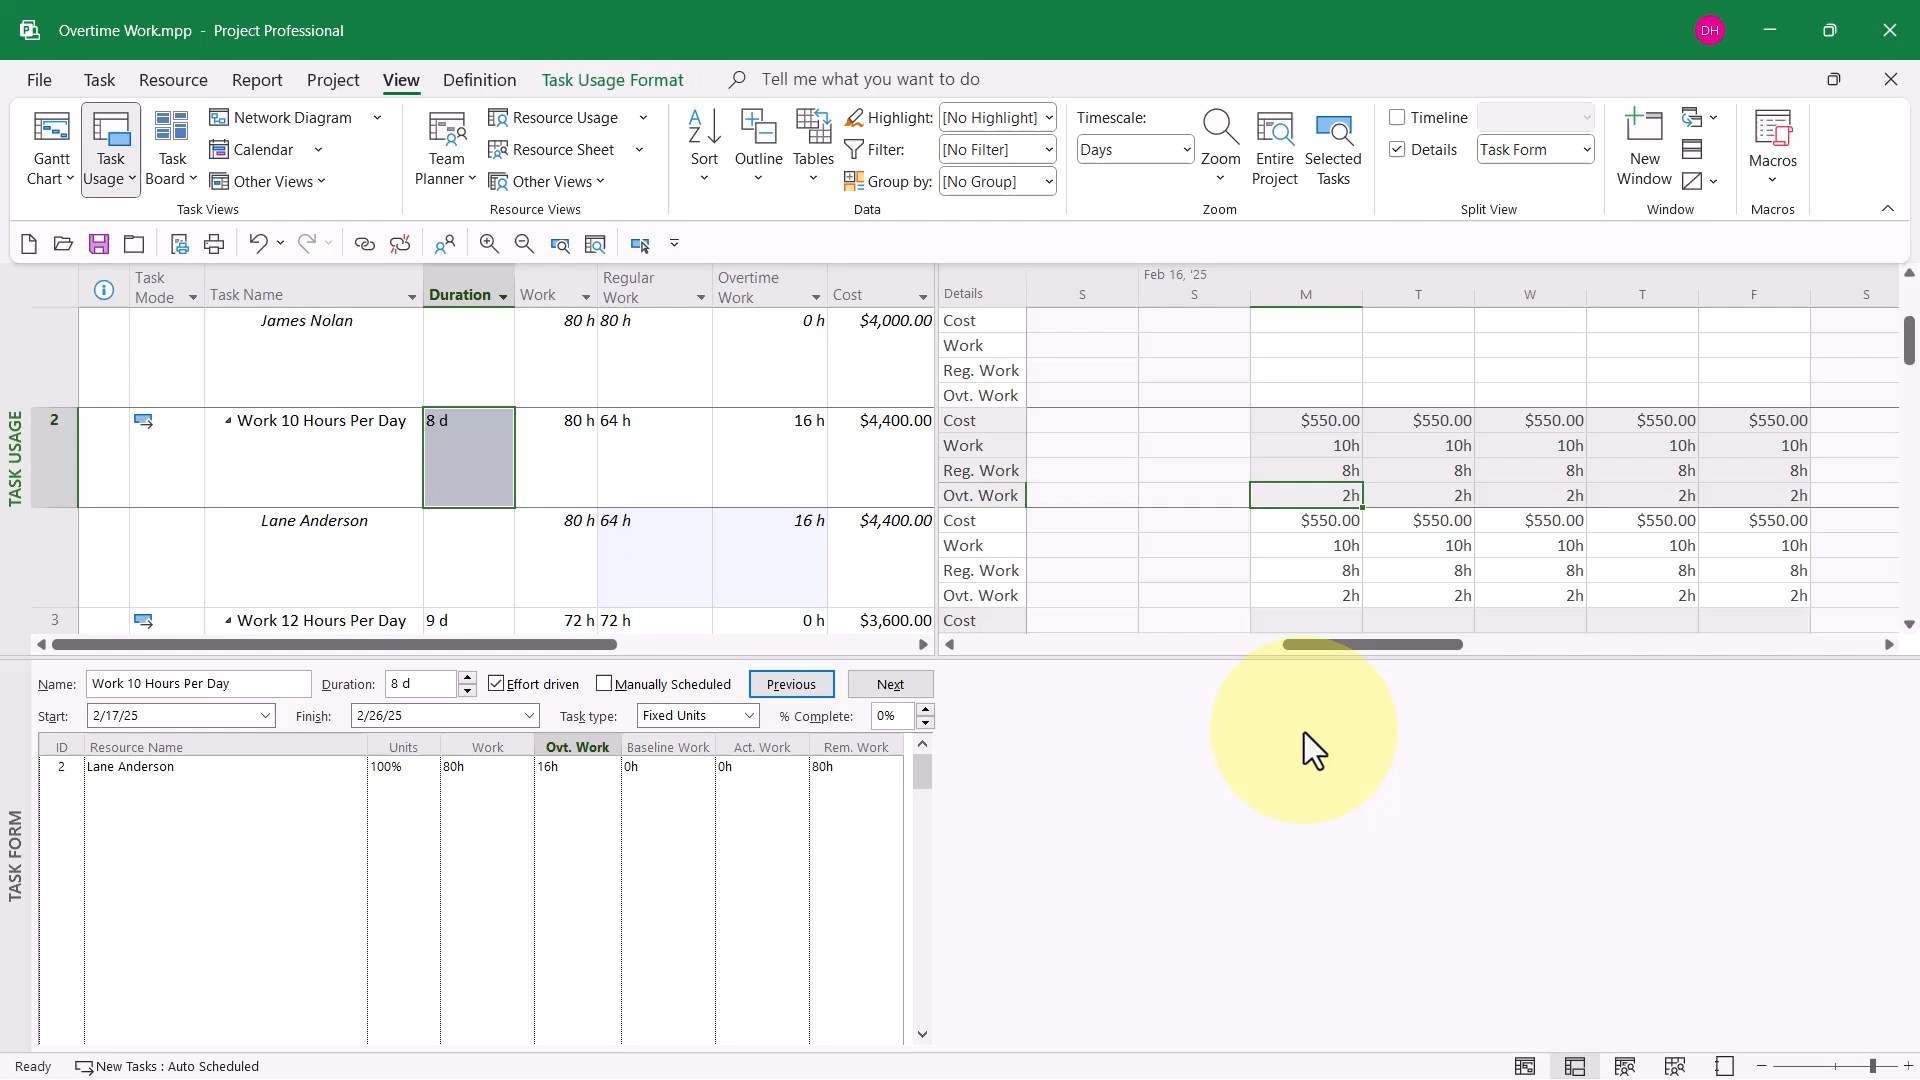 Overtime Work.mpp - Project Professional
DH
File Task Resource Report Project View Definition Task Usage Format Tell me what you want to do
Gantt Chart
Task Usage
Task Board
Network Diagram
Calendar
Other Views
Task Views
Team Planner
Resource Usage
Resource Sheet
Other Views
Resource Views
Sort
Outline
Tables
Highlight: [No Highlight]
Filter: [No Filter]
Group by: [No Group]
Data
Timescale:
Days
Zoom
Entire Project
Selected Tasks
Zoom
Timeline
Details Task Form
Split View
New Window
Window
Macros
Macros
Task Mode Task Name Duration Work Regular Work Overtime Work Cost
James Nolan 80 h 80 h 0 h $4,000.00
2 Work 10 Hours Per Day 8 d 80 h 64 h 16 h $4,400.00
Lane Anderson 80 h 64 h 16 h $4,400.00
3 Work 12 Hours Per Day 9 d 72 h 72 h 0 h $3,600.00
Feb 16, '25
Details S S M T W T F S
Cost
Work
Reg. Work
Ovt. Work
Cost $550.00 $550.00 $550.00 $550.00 $550.00
Work 10h 10h 10h 10h 10h
Reg. Work 8h 8h 8h 8h 8h
Ovt. Work 2h 2h 2h 2h 2h
Cost $550.00 $550.00 $550.00 $550.00 $550.00
Work 10h 10h 10h 10h 10h
Reg. Work 8h 8h 8h 8h 8h
Ovt. Work 2h 2h 2h 2h 2h
Cost
TASK USAGE
Name: Work 10 Hours Per Day Duration: 8 d Effort driven Manually Scheduled Previous Next
Start: 2/17/25 Finish: 2/26/25 Task type: Fixed Units % Complete: 0%
ID Resource Name Units Work Ovt. Work Baseline Work Act. Work Rem. Work
2 Lane Anderson 100% 80h 16h 0h 0h 80h
TASK FORM
Ready New Tasks : Auto Scheduled